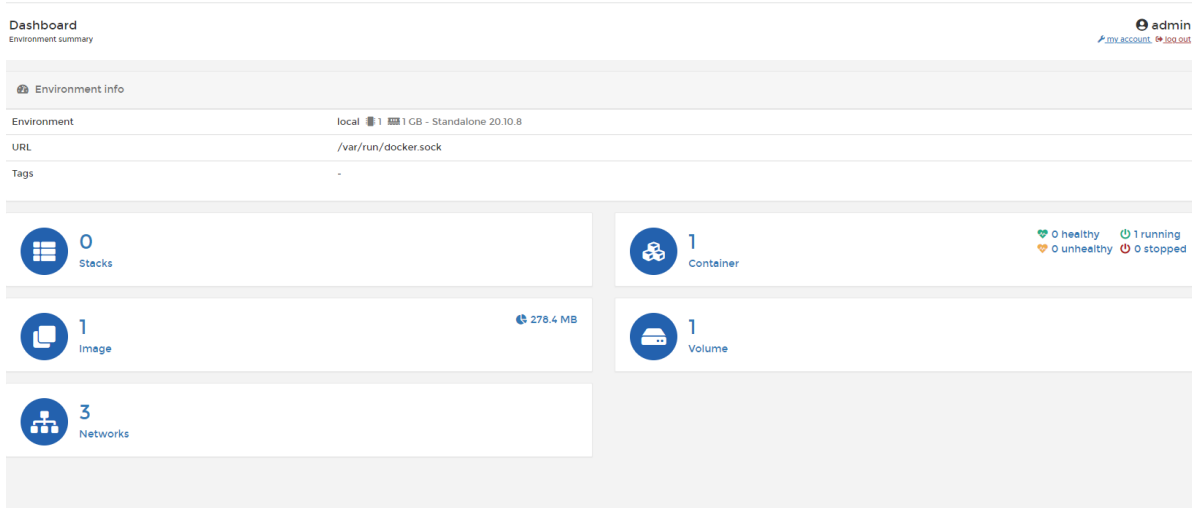 Dashboard
Environment summary
admin
my account log out
Environment info
Environment local 1 1 GB - Standalone 20.10.8
URL /var/run/docker.sock
Tags -
0
Stacks
1
Container
0 healthy 1 running
0 unhealthy 0 stopped
1
Image
278.4 MB
1
Volume
3
Networks